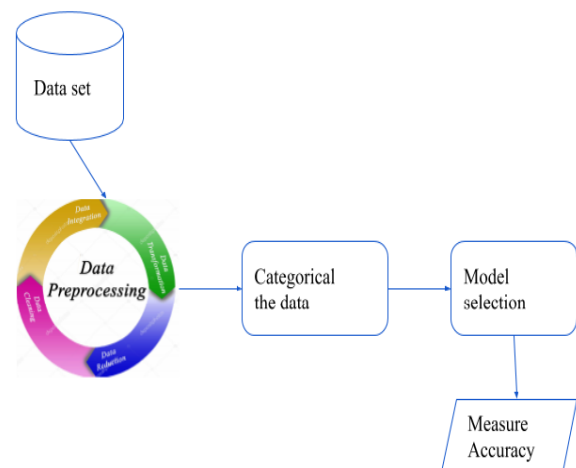 Data set
Data
Integration
Data
Transformation
Data
Preprocessing
Data
Cleaning
Data
Reduction
Categorical
the data
Model
selection
Measure
Accuracy